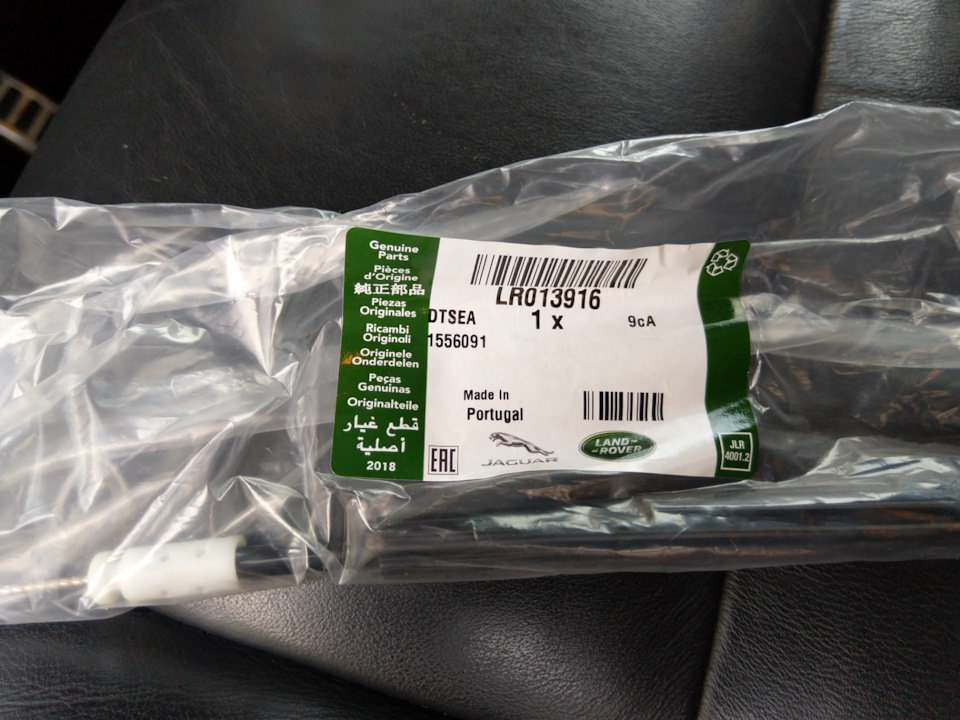 Genuine
Parts
Pièces
d'Origine
純正部品
Piezas
Originales
Ricambi
Originali
Originele
Onderdelen
Peças
Genuinas
Originalteile
قطع غيار
أصلية
2018
LR013916
DTSEA
1 x
9cA
1556091
Made In
Portugal
EAC
JAGUAR
LAND-
-ROVER
JLR
4001.2